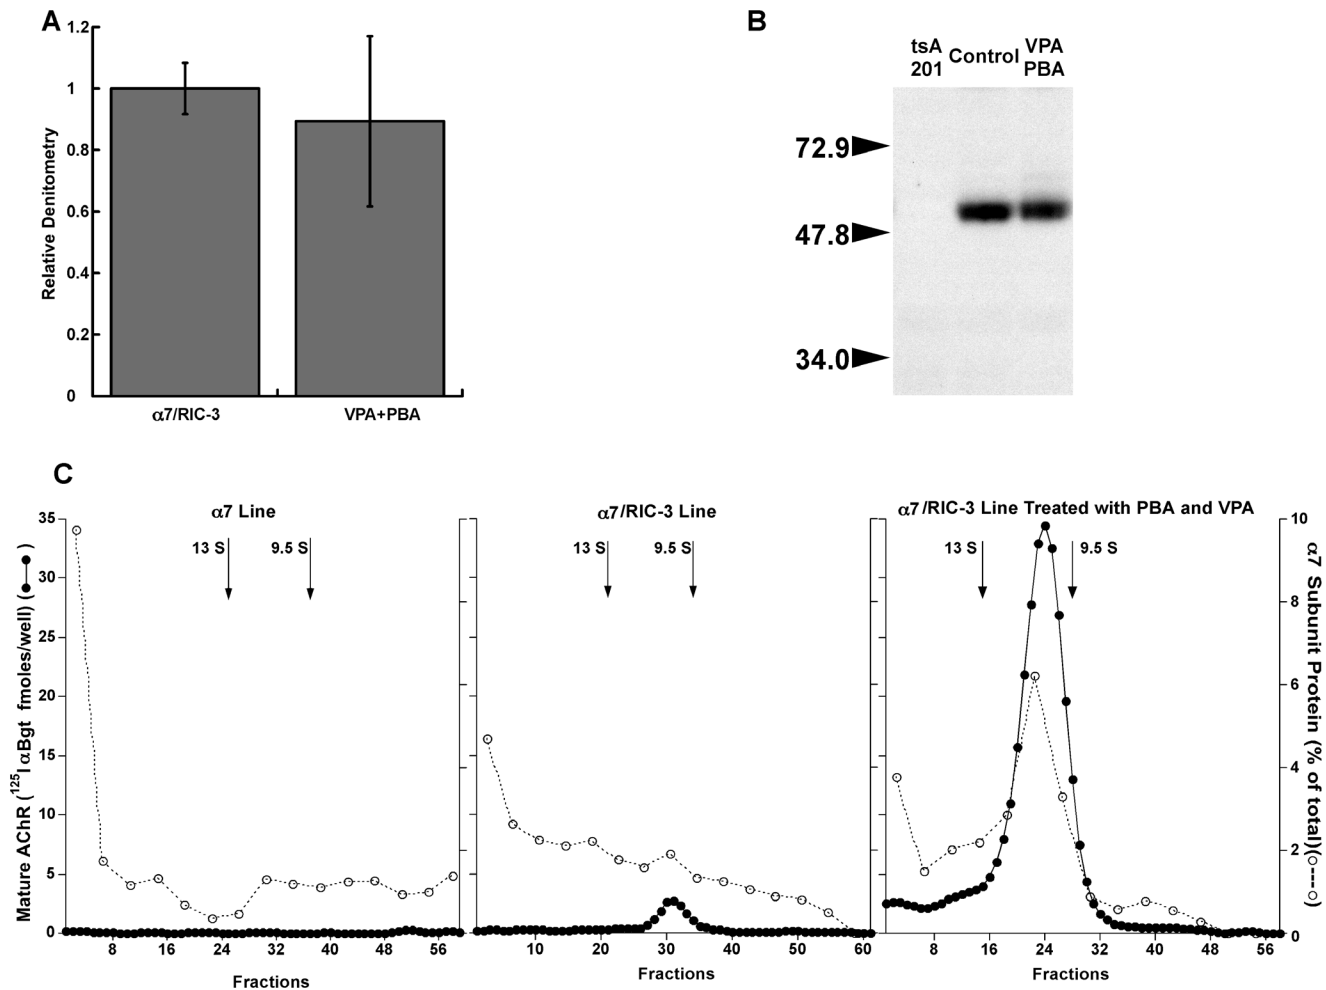 A
1.2
1
0.8
0.6
0.4
0.2
0
Relative Denitometry
α7/RIC-3
VPA+PBA
B
tsA 201
Control
VPA PBA
72.9
47.8
34.0
C
α7 Line
α7/RIC-3 Line
α7/RIC-3 Line Treated with PBA and VPA
Mature AChR (¹²⁵I αBgt fmoles/well) (●—●)
35
30
25
20
15
10
5
0
13 S
9.5 S
8 16 24 32 40 48 56
Fractions
13 S
9.5 S
10 20 30 40 50 60
Fractions
13 S
9.5 S
8 16 24 32 40 48 56
Fractions
10
8
6
4
2
0
α7 Subunit Protein (% of total)(○---○)